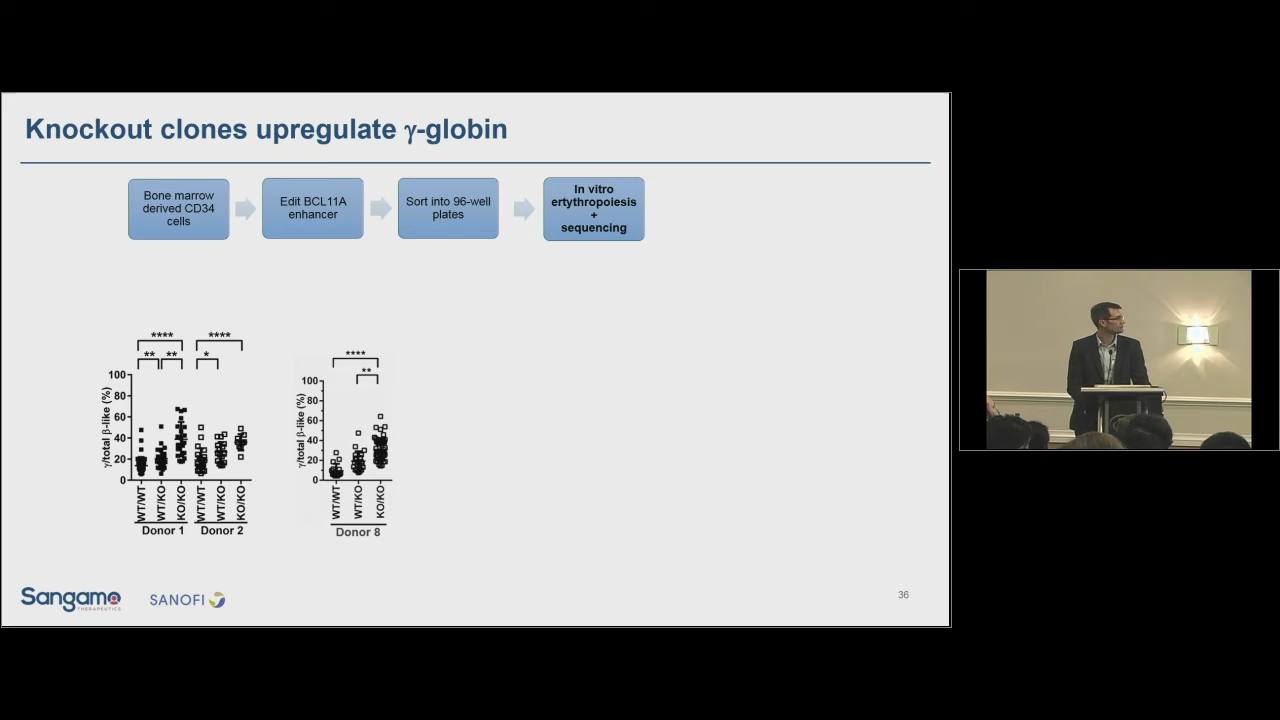 Knockout clones upregulate γ-globin
Bone marrow
derived CD34
cells
Edit BCL11A
enhancer
Sort into 96-well
plates
In vitro
ertythropoiesis
+
sequencing
****
** **
****
*
γ/total β-like (%)
100
80
60
40
20
0
WT/WT
WT/KO
KO/KO
WT/WT
WT/KO
KO/KO
Donor 1
Donor 2
****
**
γ/total β-like (%)
100
80
60
40
20
0
WT/WT
WT/KO
KO/KO
Donor 8
Sangamo
THERAPEUTICS
SANOFI
36